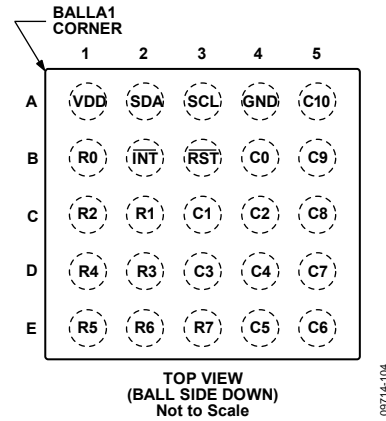 BALLA1
CORNER
1 2 3 4 5
A VDD SDA SCL GND C10
B R0 INT RST C0 C9
C R2 R1 C1 C2 C8
D R4 R3 C3 C4 C7
E R5 R6 R7 C5 C6
TOP VIEW
(BALL SIDE DOWN)
Not to Scale
09714-104